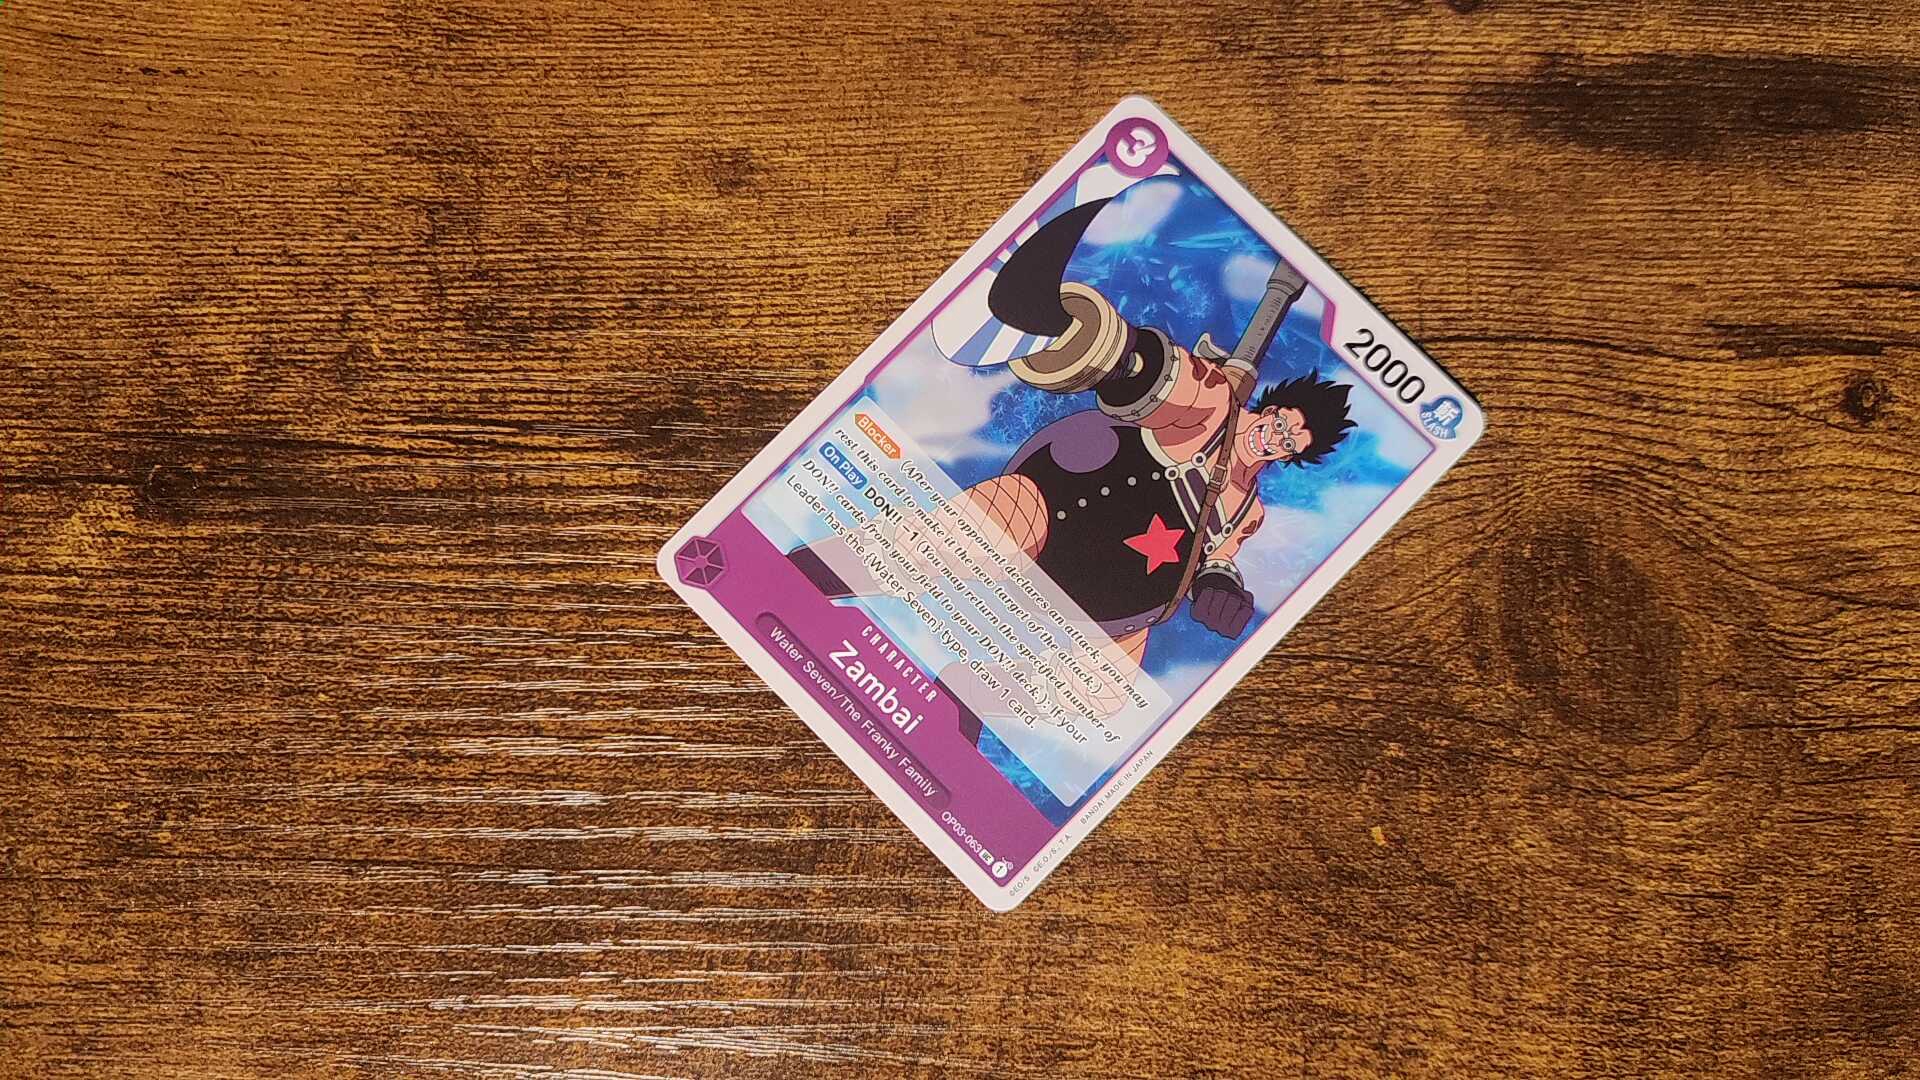 3
2000
斬
SLASH
Blocker (After your opponent declares an attack, you may
rest this card to make it the new target of the attack.)
On Play DON!! −1 (You may return the specified number of
DON!! cards from your field to your DON!! deck.): If your
Leader has the {Water Seven} type, draw 1 card.
CHARACTER
Zambai
Water Seven/The Franky Family
OP03-063 UC 1
©E.O/S. ©E.O./S.,T.A BANDAI MADE IN JAPAN